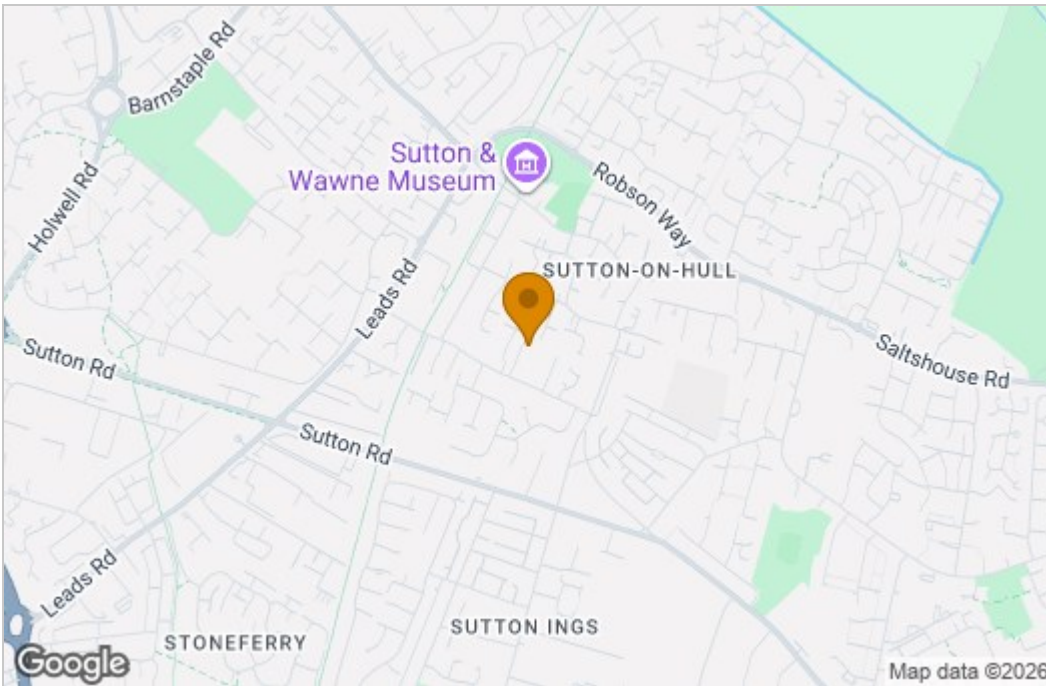 Barnstaple Rd
Sutton &
Wawne Museum
Holwell Rd
Robson Way
SUTTON-ON-HULL
Leads Rd
Sutton Rd
Saltshouse Rd
Sutton Rd
Leads Rd
SUTTON INGS
STONEFERRY
Google
Map data ©2026